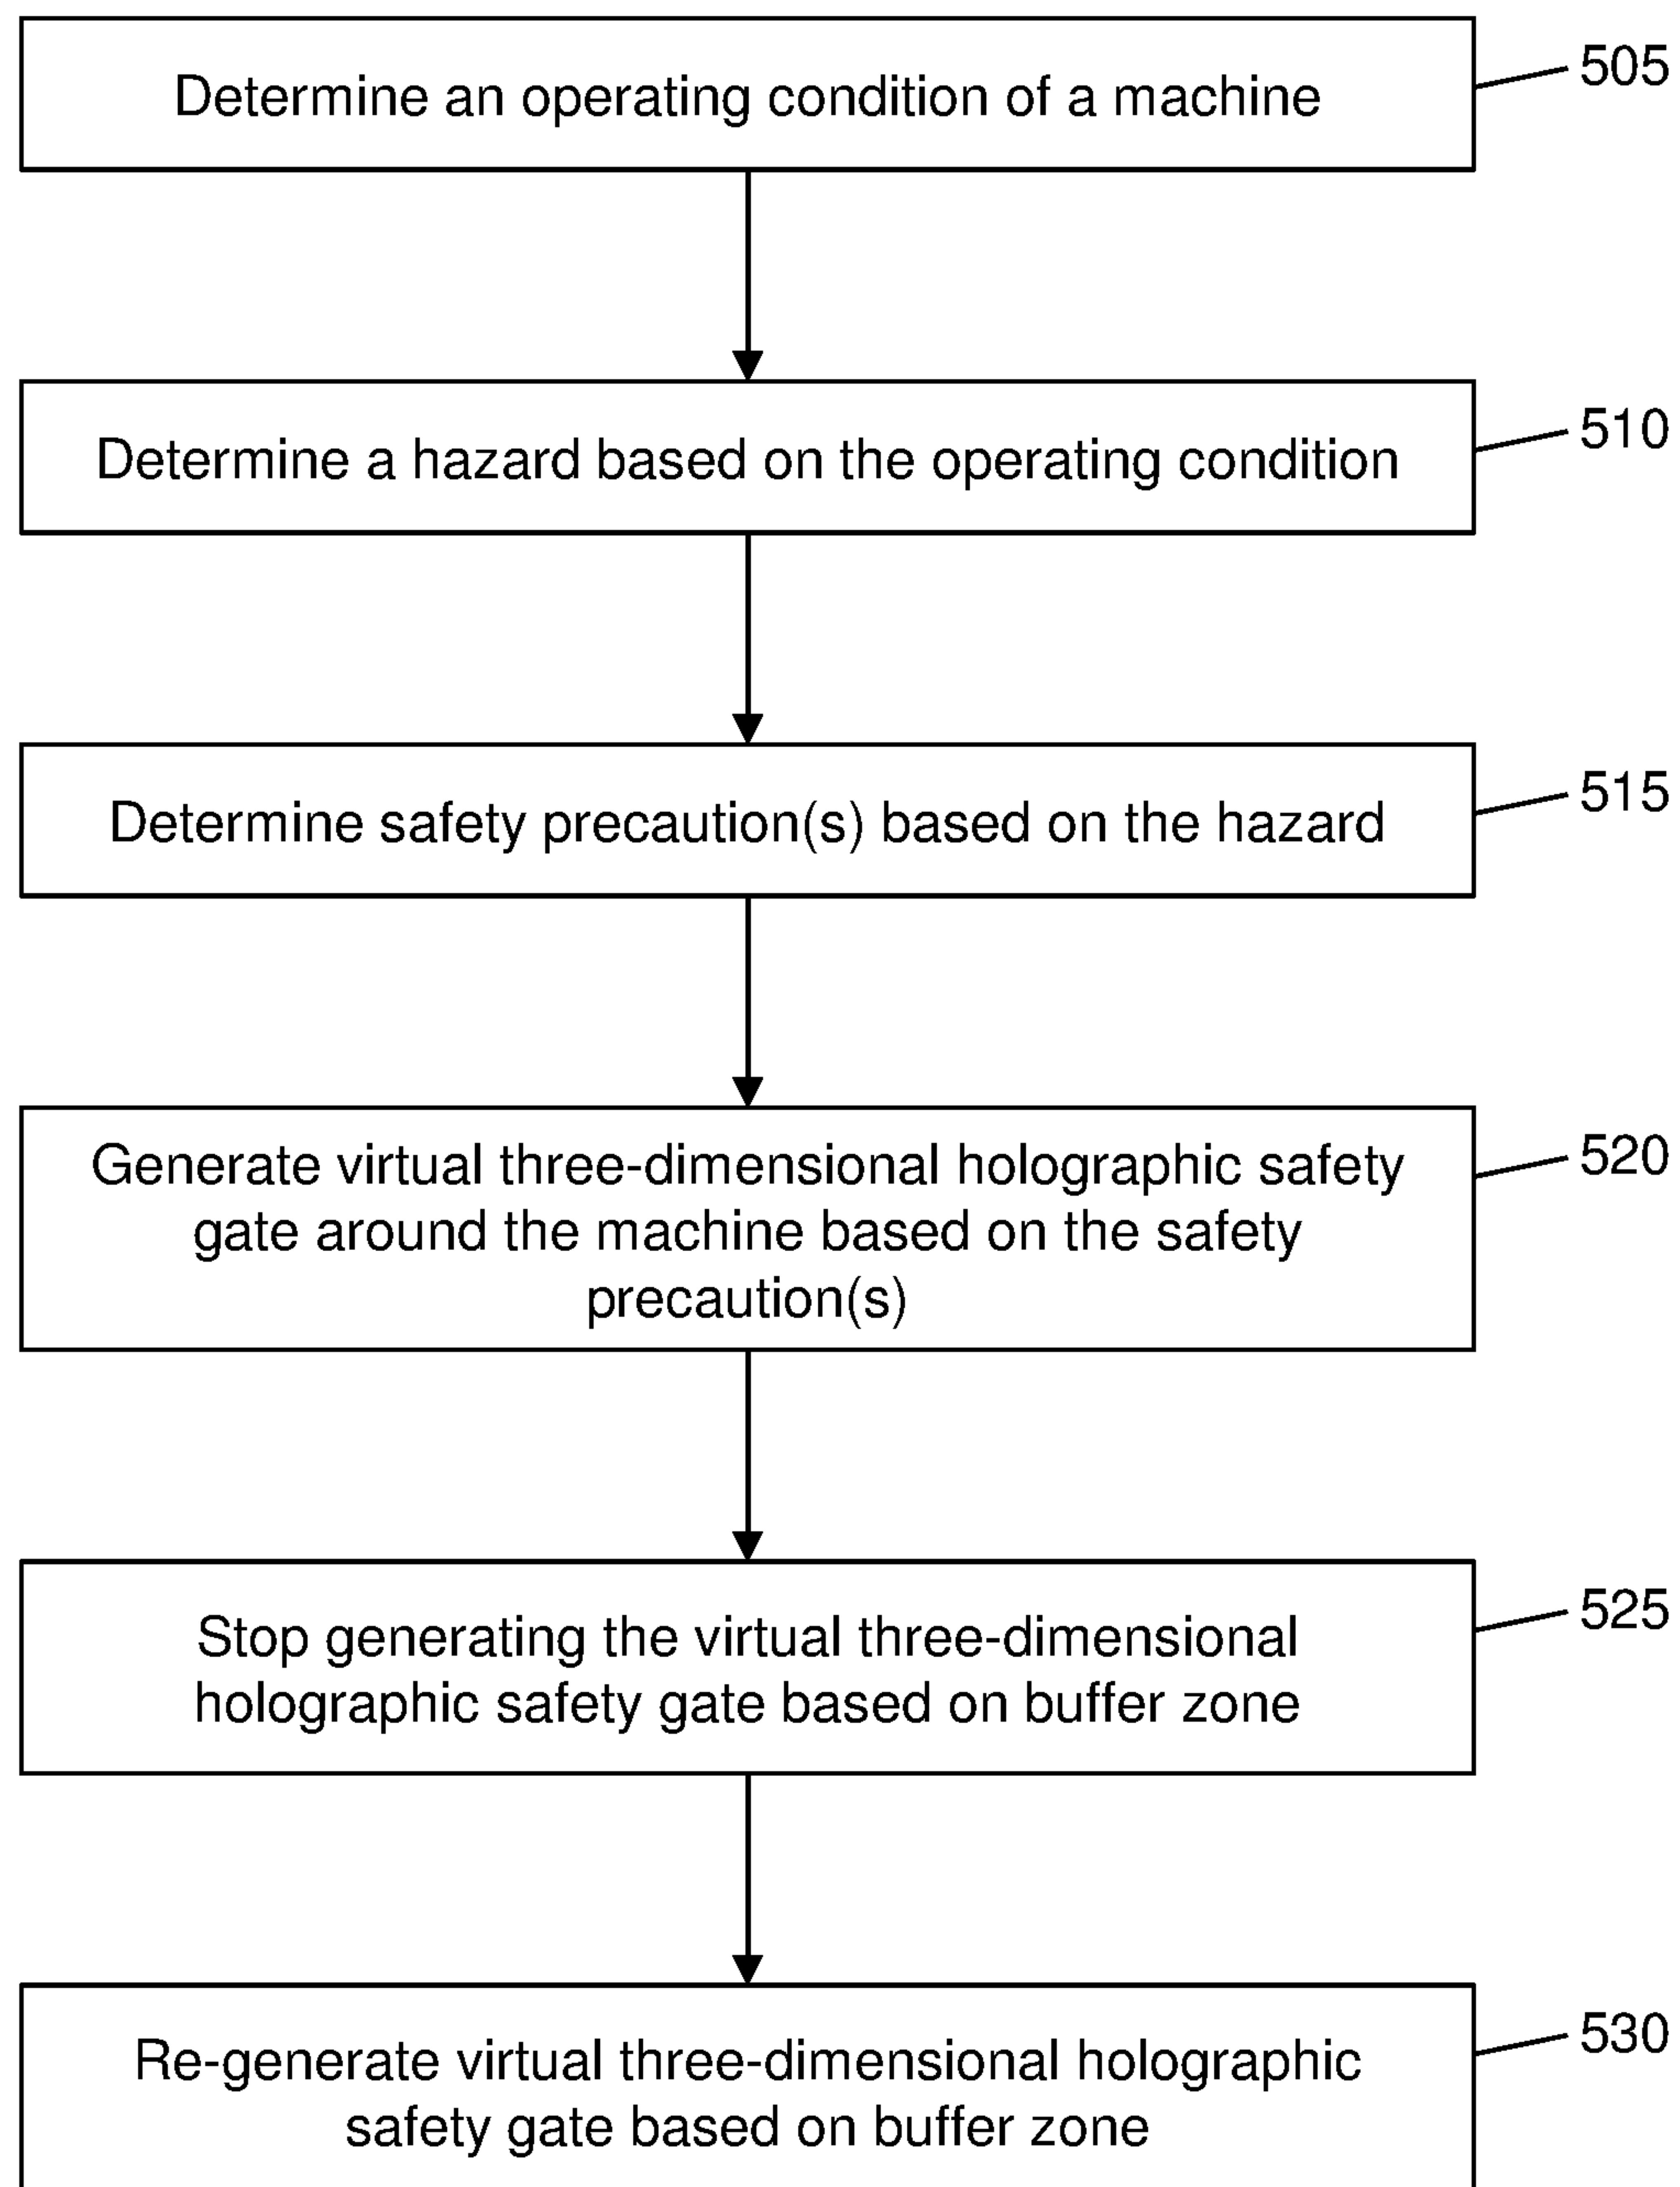 Determine an operating condition of a machine
505
Determine a hazard based on the operating condition
510
Determine safety precaution(s) based on the hazard
515
Generate virtual three-dimensional holographic safety
gate around the machine based on the safety
precaution(s)
520
Stop generating the virtual three-dimensional
holographic safety gate based on buffer zone
525
Re-generate virtual three-dimensional holographic
safety gate based on buffer zone
530